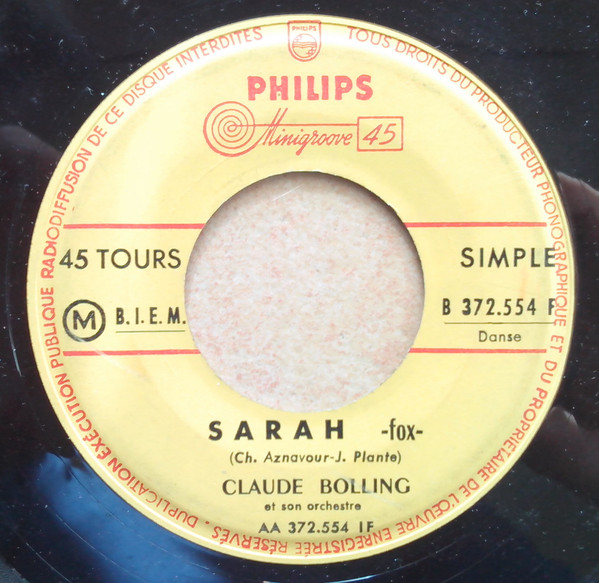 TOUS DROITS DU PRODUCTEUR PHONOGRAPHIQUE ET DU PROPRIÉTAIRE DE L'ŒUVRE ENREGISTRÉE RÉSERVÉS. DUPLICATION EXÉCUTION PUBLIQUE RADIODIFFUSION DE CE DISQUE INTERDITES
PHILIPS
PHILIPS
Minigroove 45
45 TOURS
SIMPLE
M B.I.E.M.
B 372.554 F
Danse
SARAH -fox-
(Ch. Aznavour-J. Plante)
CLAUDE BOLLING
et son orchestre
AA 372.554 1F